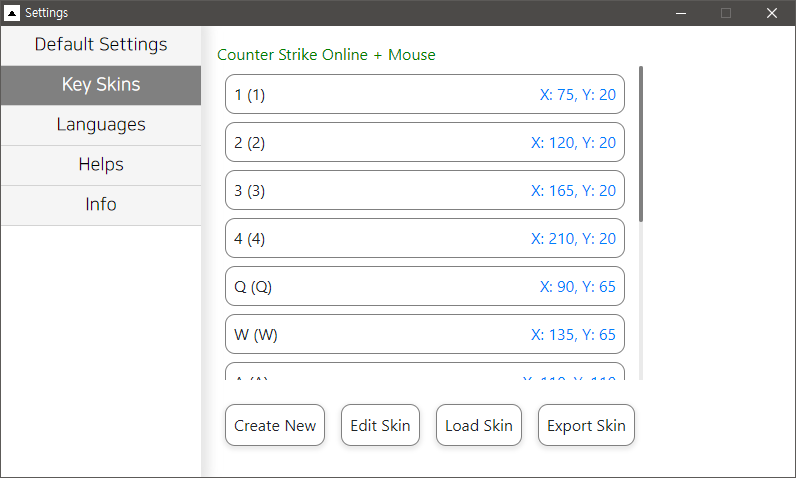 Settings
Default Settings
Key Skins
Languages
Helps
Info
Counter Strike Online + Mouse
1 (1) X: 75, Y: 20
2 (2) X: 120, Y: 20
3 (3) X: 165, Y: 20
4 (4) X: 210, Y: 20
Q (Q) X: 90, Y: 65
W (W) X: 135, Y: 65
A (A) X: 110, Y: 110
Create New Edit Skin Load Skin Export Skin